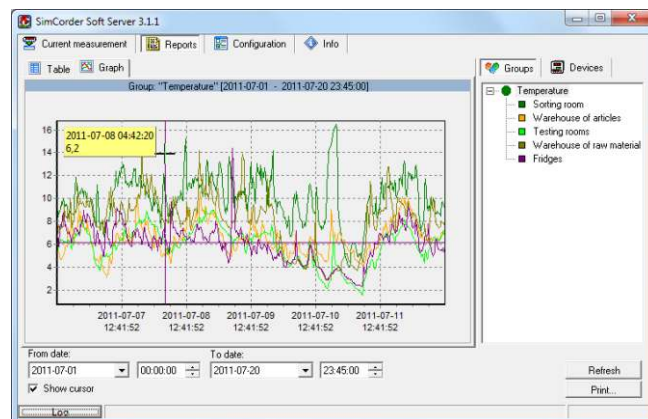 SimCorder Soft Server 3.1.1
Current measurement Reports Configuration Info
Table Graph
Groups Devices
Group: "Temperature" [2011-07-01 - 2011-07-20 23:45:00]
Temperature
Sorting room
Warehouse of articles
Testing rooms
Warehouse of raw material
Fridges
2011-07-08 04:42:20
6,2
16
14
12
10
8
6
4
2
2011-07-07 2011-07-08 2011-07-09 2011-07-10 2011-07-11
12:41:52 12:41:52 12:41:52 12:41:52 12:41:52
From date: To date:
2011-07-01 00:00:00 2011-07-20 23:45:00
Refresh
Show cursor
Print...
Log